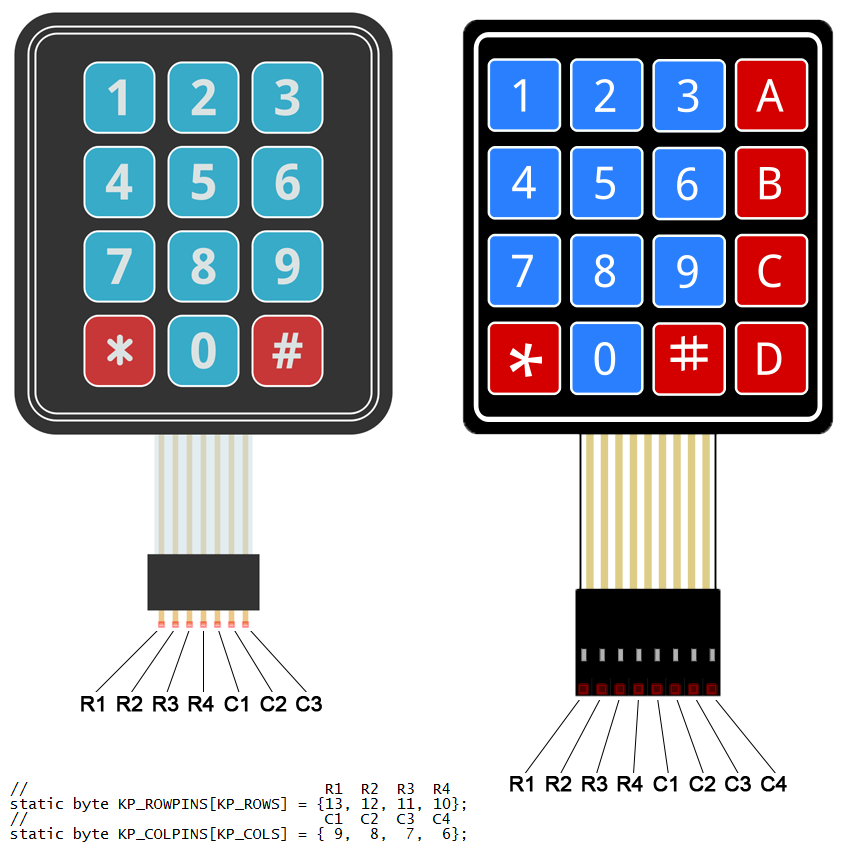 1 2 3
4 5 6
7 8 9
* 0 #
R1 R2 R3 R4 C1 C2 C3
1 2 3 A
4 5 6 B
7 8 9 C
* 0 # D
R1 R2 R3 R4 C1 C2 C3 C4
// R1 R2 R3 R4
static byte KP_ROWPINS[KP_ROWS] = {13, 12, 11, 10};
// C1 C2 C3 C4
static byte KP_COLPINS[KP_COLS] = { 9, 8, 7, 6};